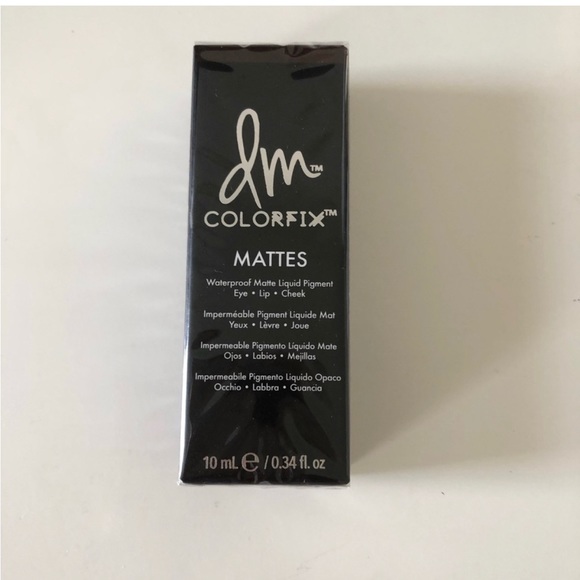 dm™
COLORFIX™
MATTES
Waterproof Matte Liquid Pigment
Eye • Lip • Cheek
Imperméable Pigment Liquide Mat
Yeux • Lèvre • Joue
Impermeable Pigmento Líquido Mate
Ojos • Labios • Mejillas
Impermeabile Pigmento Liquido Opaco
Occhio • Labbra • Guancia
10 mL ℮ / 0.34 fl. oz